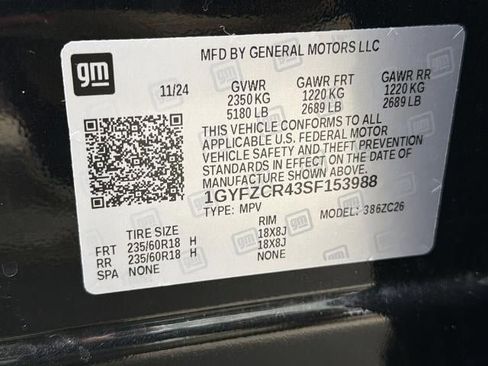 gm
MFD BY GENERAL MOTORS LLC
11/24 GVWR GAWR FRT GAWR RR
2350 KG 1220 KG 1220 KG
5180 LB 2689 LB 2689 LB
THIS VEHICLE CONFORMS TO ALL
APPLICABLE U.S. FEDERAL MOTOR
VEHICLE SAFETY AND THEFT PREVENTION
STANDARDS IN EFFECT ON THE DATE OF
MANUFACTURE SHOWN ABOVE.
1GYFZCR43SF153988
TYPE: MPV MODEL: 386ZC26
TIRE SIZE RIM
FRT 235/60R18 H 18X8J
RR 235/60R18 H 18X8J
SPA NONE NONE